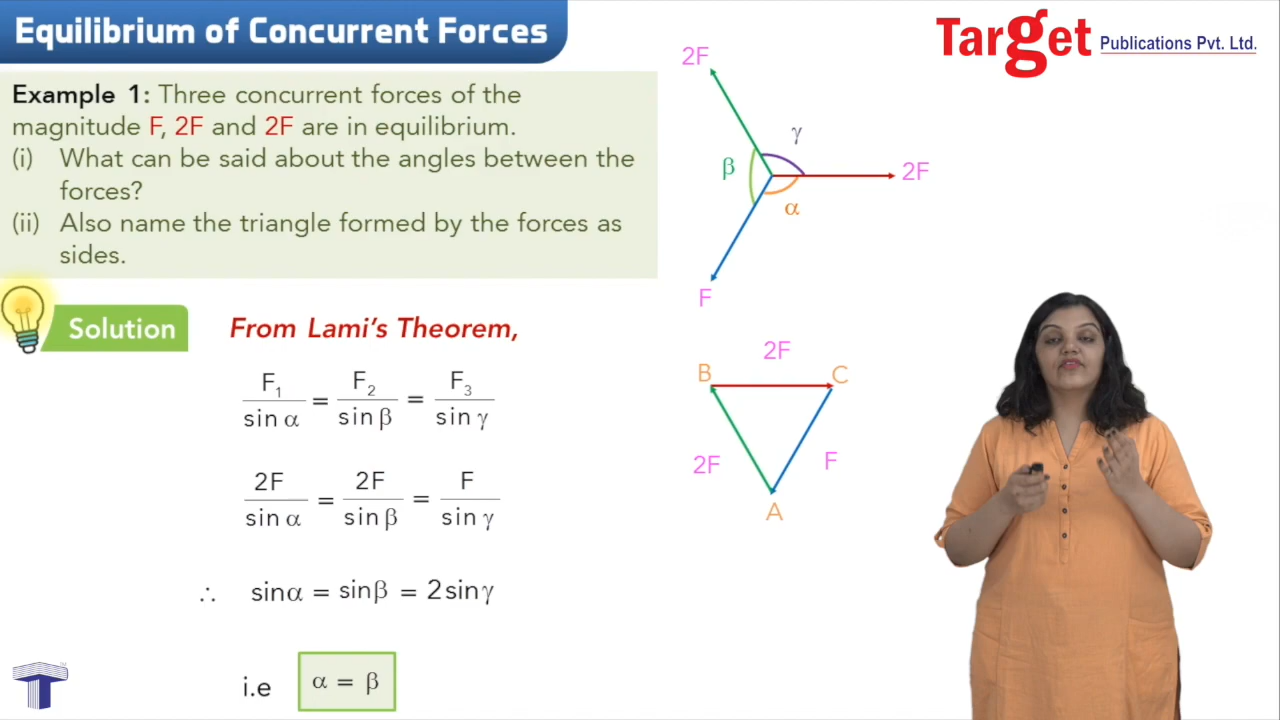 Equilibrium of Concurrent Forces
Target Publications Pvt. Ltd.
Example 1: Three concurrent forces of the
magnitude F, 2F and 2F are in equilibrium.
(i) What can be said about the angles between the
forces?
(ii) Also name the triangle formed by the forces as
sides.
2F
γ
β
2F
α
F
Solution
From Lami's Theorem,
F₁/sin α = F₂/sin β = F₃/sin γ
2F/sin α = 2F/sin β = F/sin γ
∴ sinα = sinβ = 2sinγ
i.e α = β
2F
B
C
2F
F
A
T